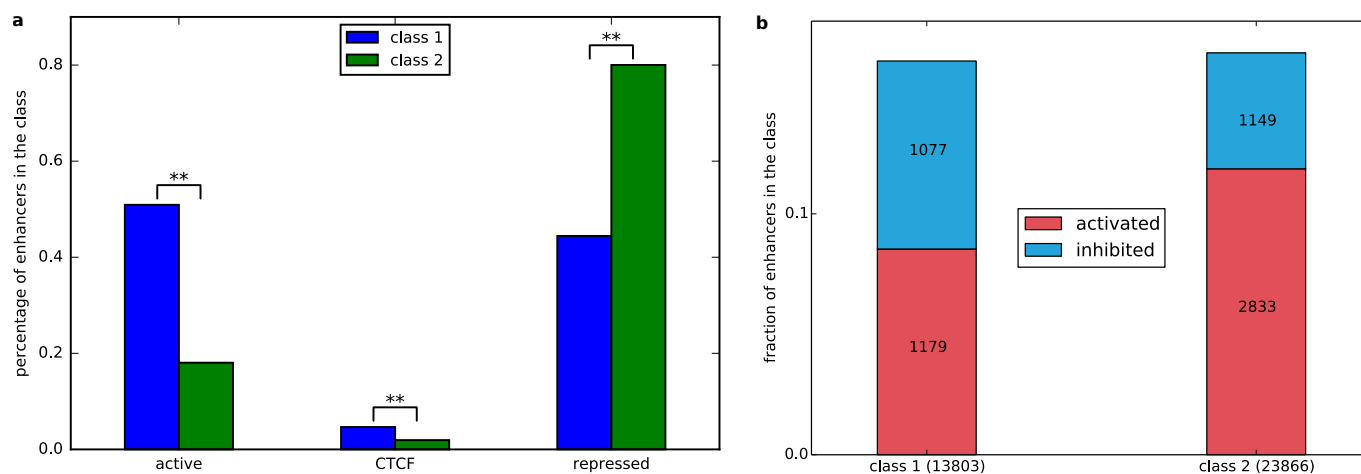 a
percentage of enhancers in the class
0.8
0.6
0.4
0.2
0.0
class 1
class 2
**
**
**
active
CTCF
repressed
b
fraction of enhancers in the class
0.1
0.0
1077
1179
1149
2833
activated
inhibited
class 1 (13803)
class 2 (23866)